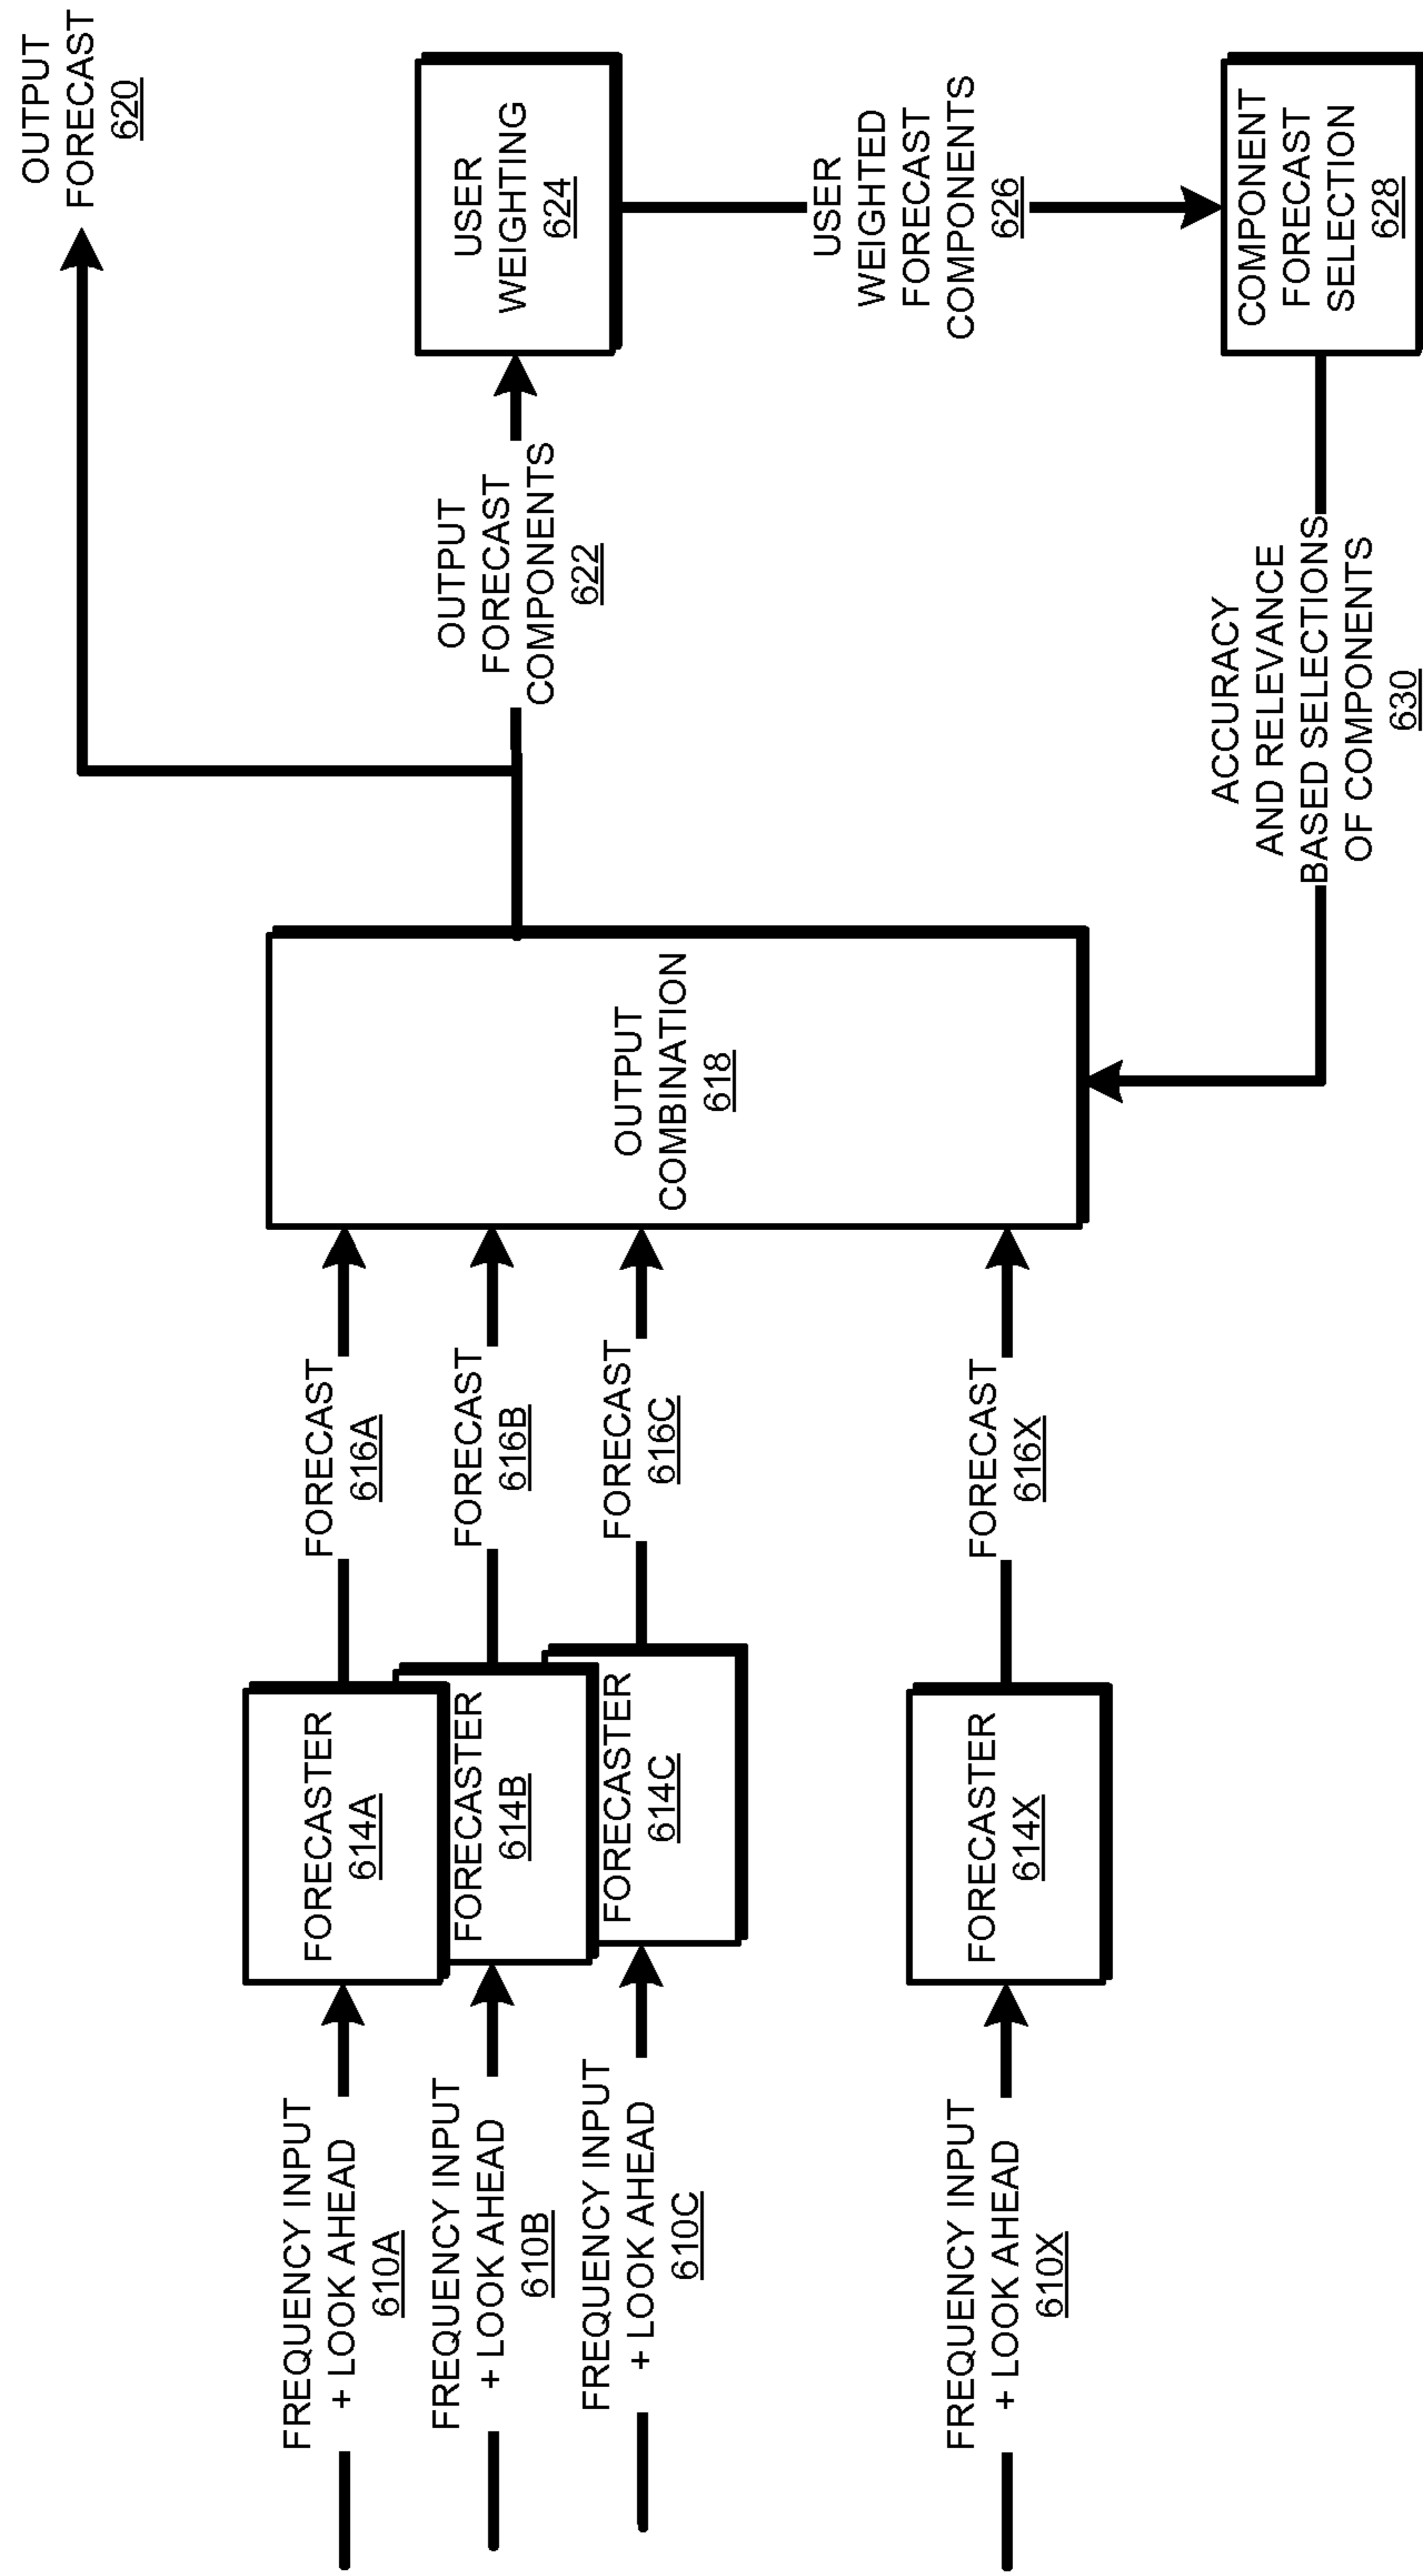 FREQUENCY INPUT
+ LOOK AHEAD
610A
FORECASTER
614A
FORECAST
616A
FREQUENCY INPUT
+ LOOK AHEAD
610B
FORECASTER
614B
FORECAST
616B
FREQUENCY INPUT
+ LOOK AHEAD
610C
FORECASTER
614C
FORECAST
616C
FREQUENCY INPUT
+ LOOK AHEAD
610X
FORECASTER
614X
FORECAST
616X
OUTPUT
COMBINATION
618
OUTPUT
FORECAST
620
OUTPUT
FORECAST
COMPONENTS
622
USER
WEIGHTING
624
USER
WEIGHTED
FORECAST
COMPONENTS
626
COMPONENT
FORECAST
SELECTION
628
ACCURACY
AND RELEVANCE
BASED SELECTIONS
OF COMPONENTS
630